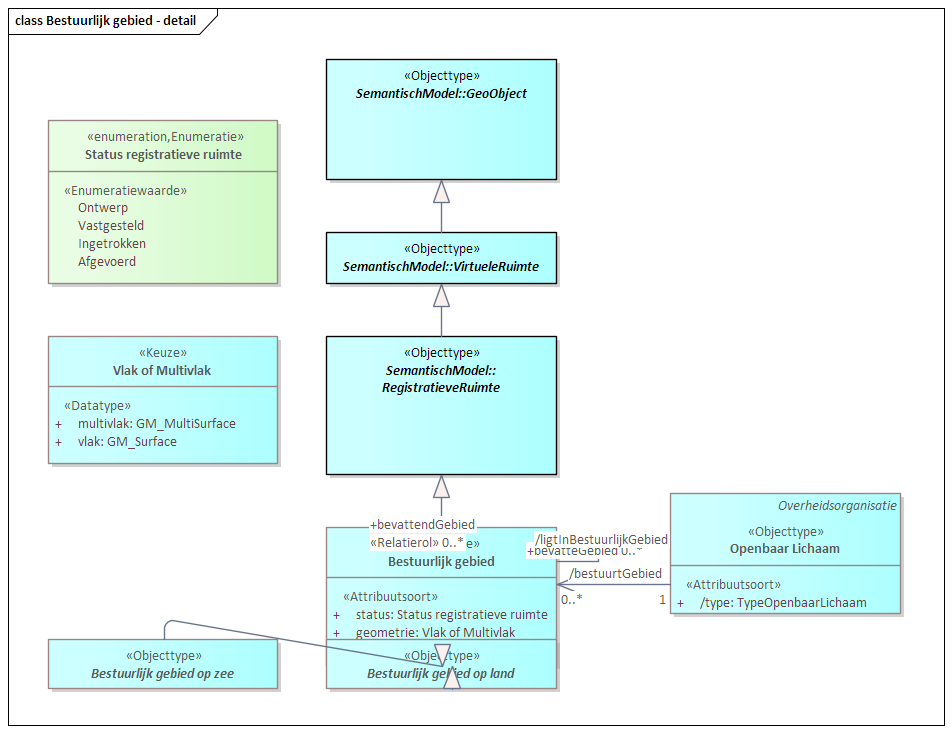 class Bestuurlijk gebied - detail
«Objecttype»
SemantischModel::GeoObject
«enumeration,Enumeratie»
Status registratieve ruimte
«Enumeratiewaarde»
Ontwerp
Vastgesteld
Ingetrokken
Afgevoerd
«Objecttype»
SemantischModel::VirtueleRuimte
«Keuze»
Vlak of Multivlak
«Datatype»
+ multivlak: GM_MultiSurface
+ vlak: GM_Surface
«Objecttype»
SemantischModel::
RegistratieveRuimte
+bevattendGebied
«Relatierol» 0..*
Bestuurlijk gebied
«Attribuutsoort»
+ status: Status registratieve ruimte
+ geometrie: Vlak of Multivlak
/ligtInBestuurlijkGebied
+bevatteGebied 0..*
/bestuurtGebied
0..* 1
Overheidsorganisatie
«Objecttype»
Openbaar Lichaam
«Attribuutsoort»
+ /type: TypeOpenbaarLichaam
«Objecttype»
Bestuurlijk gebied op zee
«Objecttype»
Bestuurlijk gebied op land